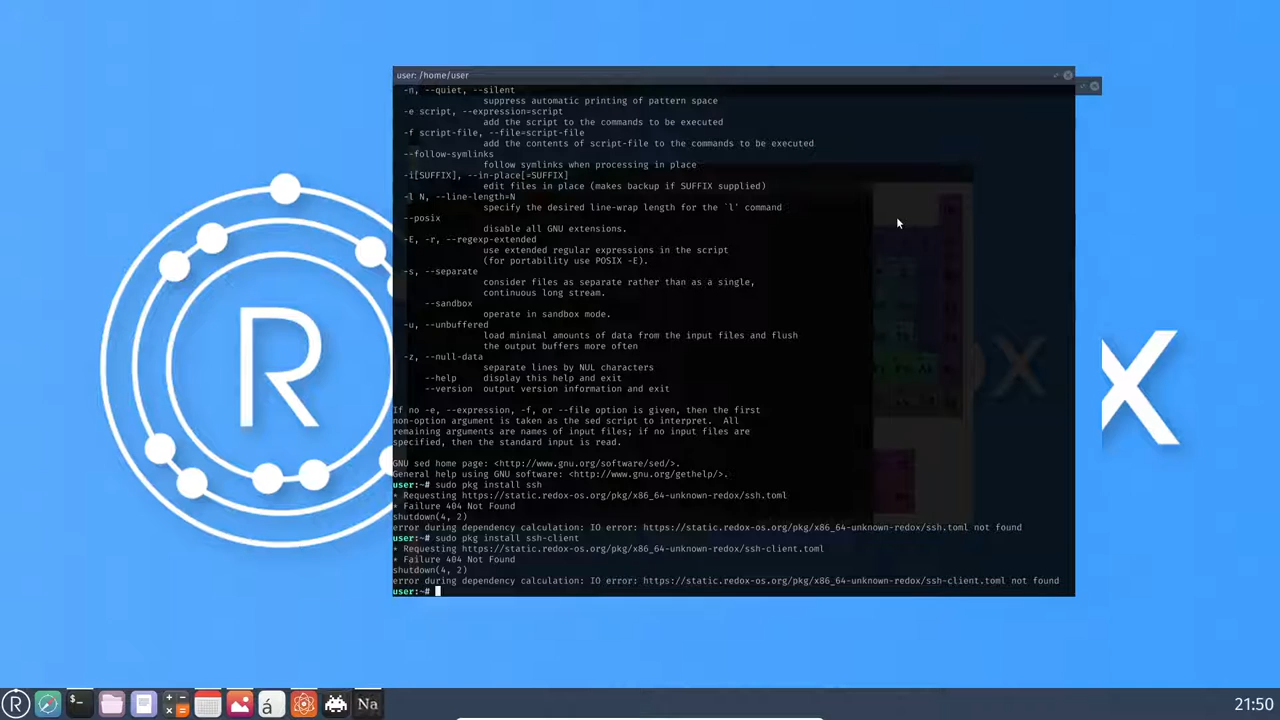 user: /home/user
-n, --quiet, --silent
suppress automatic printing of pattern space
-e script, --expression=script
add the script to the commands to be executed
-f script-file, --file=script-file
add the contents of script-file to the commands to be executed
--follow-symlinks
follow symlinks when processing in place
-i[SUFFIX], --in-place[=SUFFIX]
edit files in place (makes backup if SUFFIX supplied)
-l N, --line-length=N
specify the desired line-wrap length for the `l' command
--posix
disable all GNU extensions.
-E, -r, --regexp-extended
use extended regular expressions in the script
(for portability use POSIX -E).
-s, --separate
consider files as separate rather than as a single,
continuous long stream.
--sandbox
operate in sandbox mode.
-u, --unbuffered
load minimal amounts of data from the input files and flush
the output buffers more often
-z, --null-data
separate lines by NUL characters
--help     display this help and exit
--version  output version information and exit
If no -e, --expression, -f, or --file option is given, then the first
non-option argument is taken as the sed script to interpret.  All
remaining arguments are names of input files; if no input files are
specified, then the standard input is read.
GNU sed home page: <http://www.gnu.org/software/sed/>.
General help using GNU software: <http://www.gnu.org/gethelp/>.
user:~# sudo pkg install ssh
* Requesting https://static.redox-os.org/pkg/x86_64-unknown-redox/ssh.toml
* Failure 404 Not Found
shutdown(4, 2)
error during dependency calculation: IO error: https://static.redox-os.org/pkg/x86_64-unknown-redox/ssh.toml not found
user:~# sudo pkg install ssh-client
* Requesting https://static.redox-os.org/pkg/x86_64-unknown-redox/ssh-client.toml
* Failure 404 Not Found
shutdown(4, 2)
error during dependency calculation: IO error: https://static.redox-os.org/pkg/x86_64-unknown-redox/ssh-client.toml not found
user:~#
R
OX
R
$_
á
Na
21:50